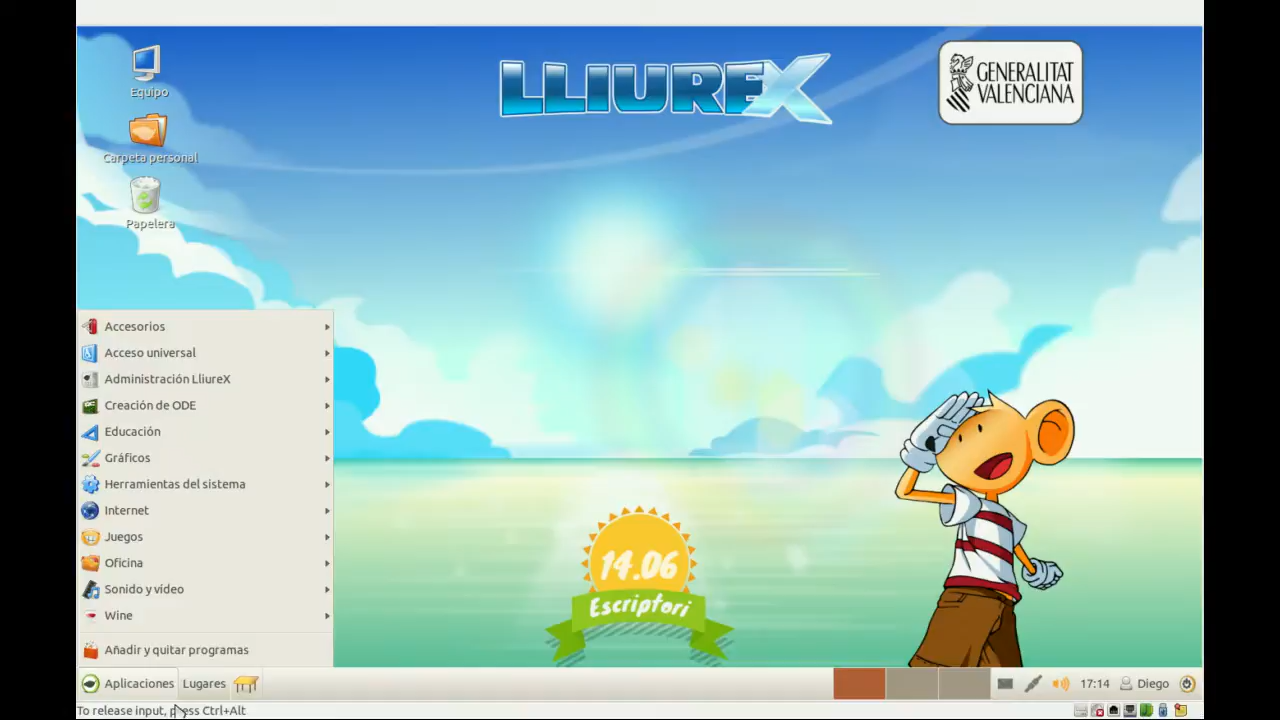 Equipo
Carpeta personal
Papelera
LLIUREX
GENERALITAT
VALENCIANA
14.06
Escriptori
Accesorios
Acceso universal
Administración LliureX
Creación de ODE
Educación
Gráficos
Herramientas del sistema
Internet
Juegos
Oficina
Sonido y vídeo
Wine
Añadir y quitar programas
Aplicaciones Lugares 17:14 Diego
To release input, press Ctrl+Alt